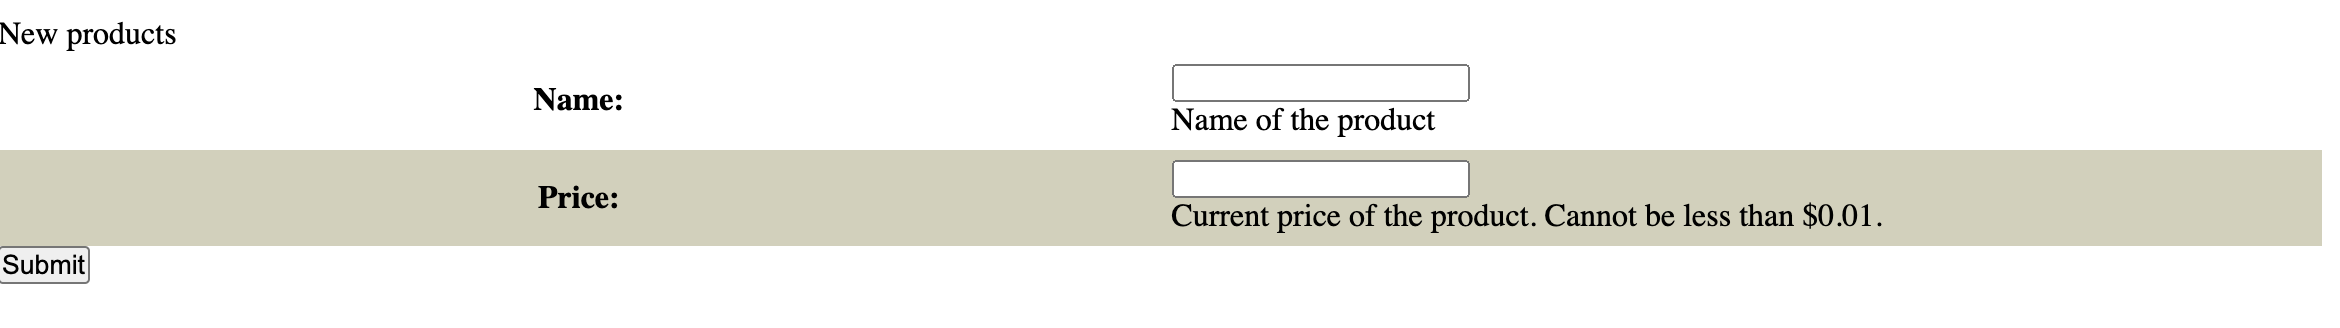 New products
Name:
Name of the product
Price:
Current price of the product. Cannot be less than $0.01.
Submit